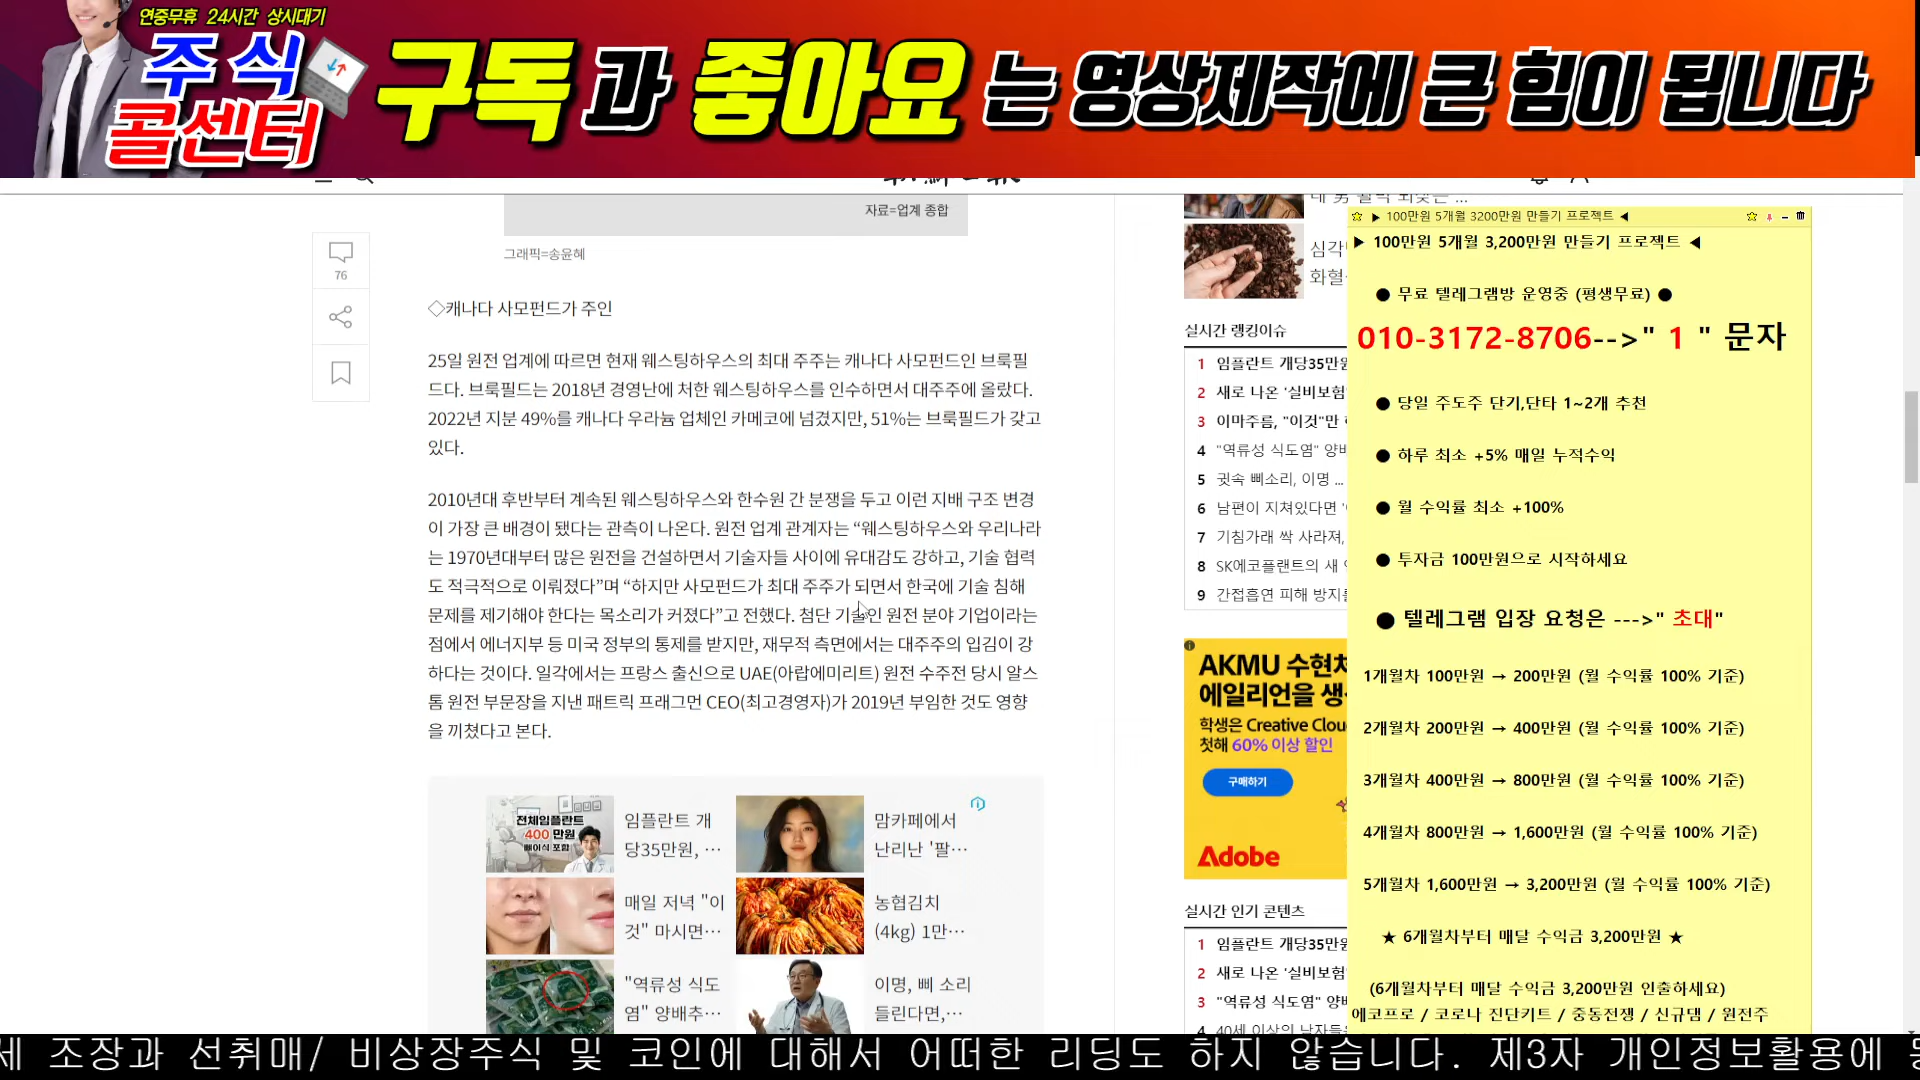 연중무휴 24시간 상시대기
주식
콜센터
구독과 좋아요는 영상제작에 큰 힘이 됩니다
자료=업계 종합
그래픽=송윤혜
76
◇캐나다 사모펀드가 주인
25일 원전 업계에 따르면 현재 웨스팅하우스의 최대 주주는 캐나다 사모펀드인 브룩필
드다. 브룩필드는 2018년 경영난에 처한 웨스팅하우스를 인수하면서 대주주에 올랐다.
2022년 지분 49%를 캐나다 우라늄 업체인 카메코에 넘겼지만, 51%는 브룩필드가 갖고
있다.
2010년대 후반부터 계속된 웨스팅하우스와 한수원 간 분쟁을 두고 이런 지배 구조 변경
이 가장 큰 배경이 됐다는 관측이 나온다. 원전 업계 관계자는 “웨스팅하우스와 우리나라
는 1970년대부터 많은 원전을 건설하면서 기술자들 사이에 유대감도 강하고, 기술 협력
도 적극적으로 이뤄졌다”며 “하지만 사모펀드가 최대 주주가 되면서 한국에 기술 침해
문제를 제기해야 한다는 목소리가 커졌다”고 전했다. 첨단 기술인 원전 분야 기업이라는
점에서 에너지부 등 미국 정부의 통제를 받지만, 재무적 측면에서는 대주주의 입김이 강
하다는 것이다. 일각에서는 프랑스 출신으로 UAE(아랍에미리트) 원전 수주전 당시 알스
톰 원전 부문장을 지낸 패트릭 프래그먼 CEO(최고경영자)가 2019년 부임한 것도 영향
을 끼쳤다고 본다.
전체임플란트
400 만원
뼈이식 포함
임플란트 개
당35만원, …
맘카페에서
난리난 '팔…
매일 저녁 "이
것" 마시면…
농협김치
(4kg) 1만…
"역류성 식도
염" 양배추…
이명, 삐 소리
들린다면,…
심각
화혈
실시간 랭킹이슈
1 임플란트 개당35만원
2 새로 나온 '실비보험'
3 이마주름, "이것"만
4 "역류성 식도염" 양배
5 귓속 삐소리, 이명 ...
6 남편이 지쳐있다면 '
7 기침가래 싹 사라져,
8 SK에코플랜트의 새
9 간접흡연 피해 방지를
AKMU 수현처
에일리언을 생
학생은 Creative Clou
첫해 60% 이상 할인
구매하기
Adobe
실시간 인기 콘텐츠
1 임플란트 개당35만원
2 새로 나온 '실비보험'
3 "역류성 식도염" 양배
4 40세 이상의 남자들
☆ ▶ 100만원 5개월 3200만원 만들기 프로젝트 ◀
▶ 100만원 5개월 3,200만원 만들기 프로젝트 ◀
● 무료 텔레그램방 운영중 (평생무료) ●
010-3172-8706-->" 1 " 문자
● 당일 주도주 단기,단타 1~2개 추천
● 하루 최소 +5% 매일 누적수익
● 월 수익률 최소 +100%
● 투자금 100만원으로 시작하세요
● 텔레그램 입장 요청은 --->" 초대"
1개월차 100만원 → 200만원 (월 수익률 100% 기준)
2개월차 200만원 → 400만원 (월 수익률 100% 기준)
3개월차 400만원 → 800만원 (월 수익률 100% 기준)
4개월차 800만원 → 1,600만원 (월 수익률 100% 기준)
5개월차 1,600만원 → 3,200만원 (월 수익률 100% 기준)
★ 6개월차부터 매달 수익금 3,200만원 ★
(6개월차부터 매달 수익금 3,200만원 인출하세요)
에코프로 / 코로나 진단키트 / 중동전쟁 / 신규댐 / 원전주
세 조장과 선취매/ 비상장주식 및 코인에 대해서 어떠한 리딩도 하지 않습니다. 제3자 개인정보활용에